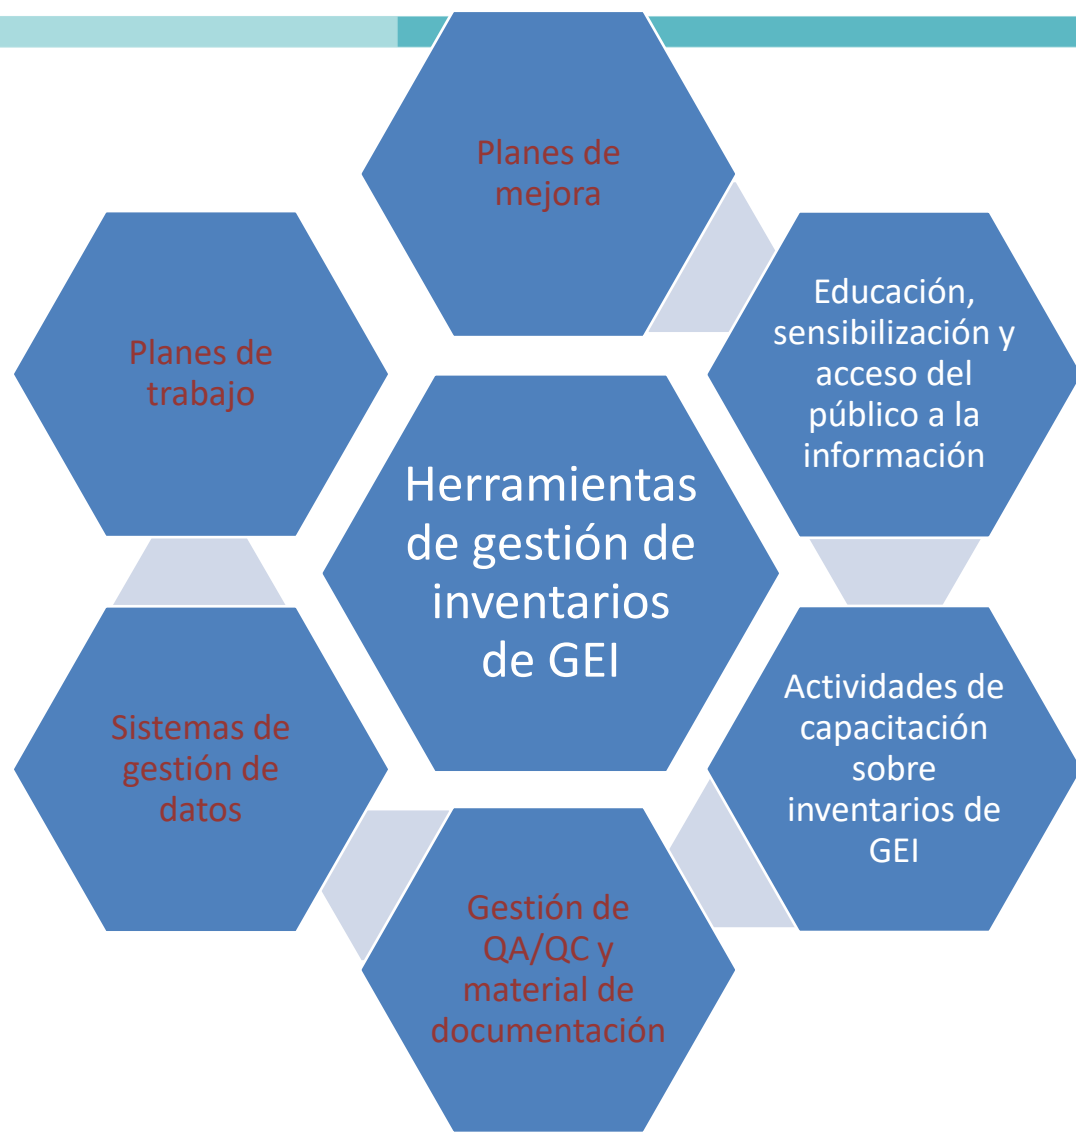 Planes de
mejora
Educación,
sensibilización y
acceso del
público a la
información
Planes de
trabajo
Herramientas
de gestión de
inventarios
de GEI
Actividades de
capacitación
sobre
inventarios de
GEI
Sistemas de
gestión de
datos
Gestión de
QA/QC y
material de
documentación